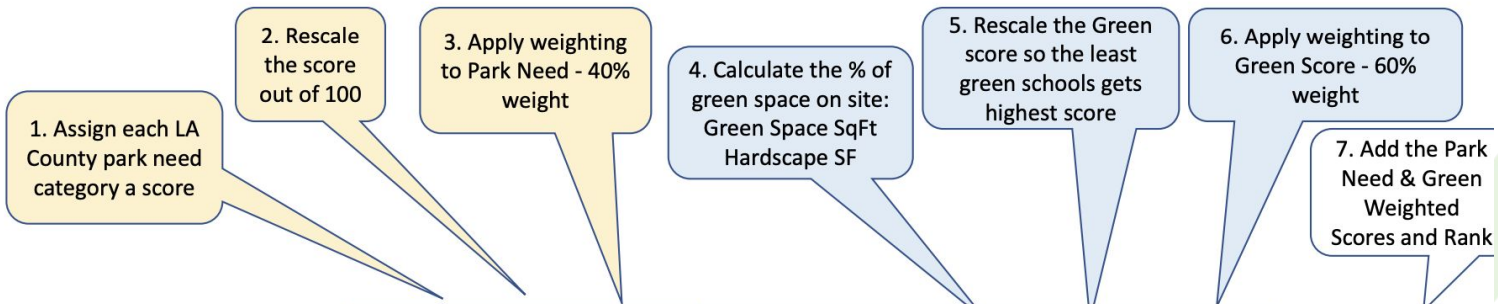 1. Assign each LA
County park need
category a score
2. Rescale
the score
out of 100
3. Apply weighting
to Park Need - 40%
weight
4. Calculate the % of
green space on site:
Green Space SqFt
Hardscape SF
5. Rescale the Green
score so the least
green schools gets
highest score
6. Apply weighting to
Green Score - 60%
weight
7. Add the Park
Need & Green
Weighted
Scores and Rank